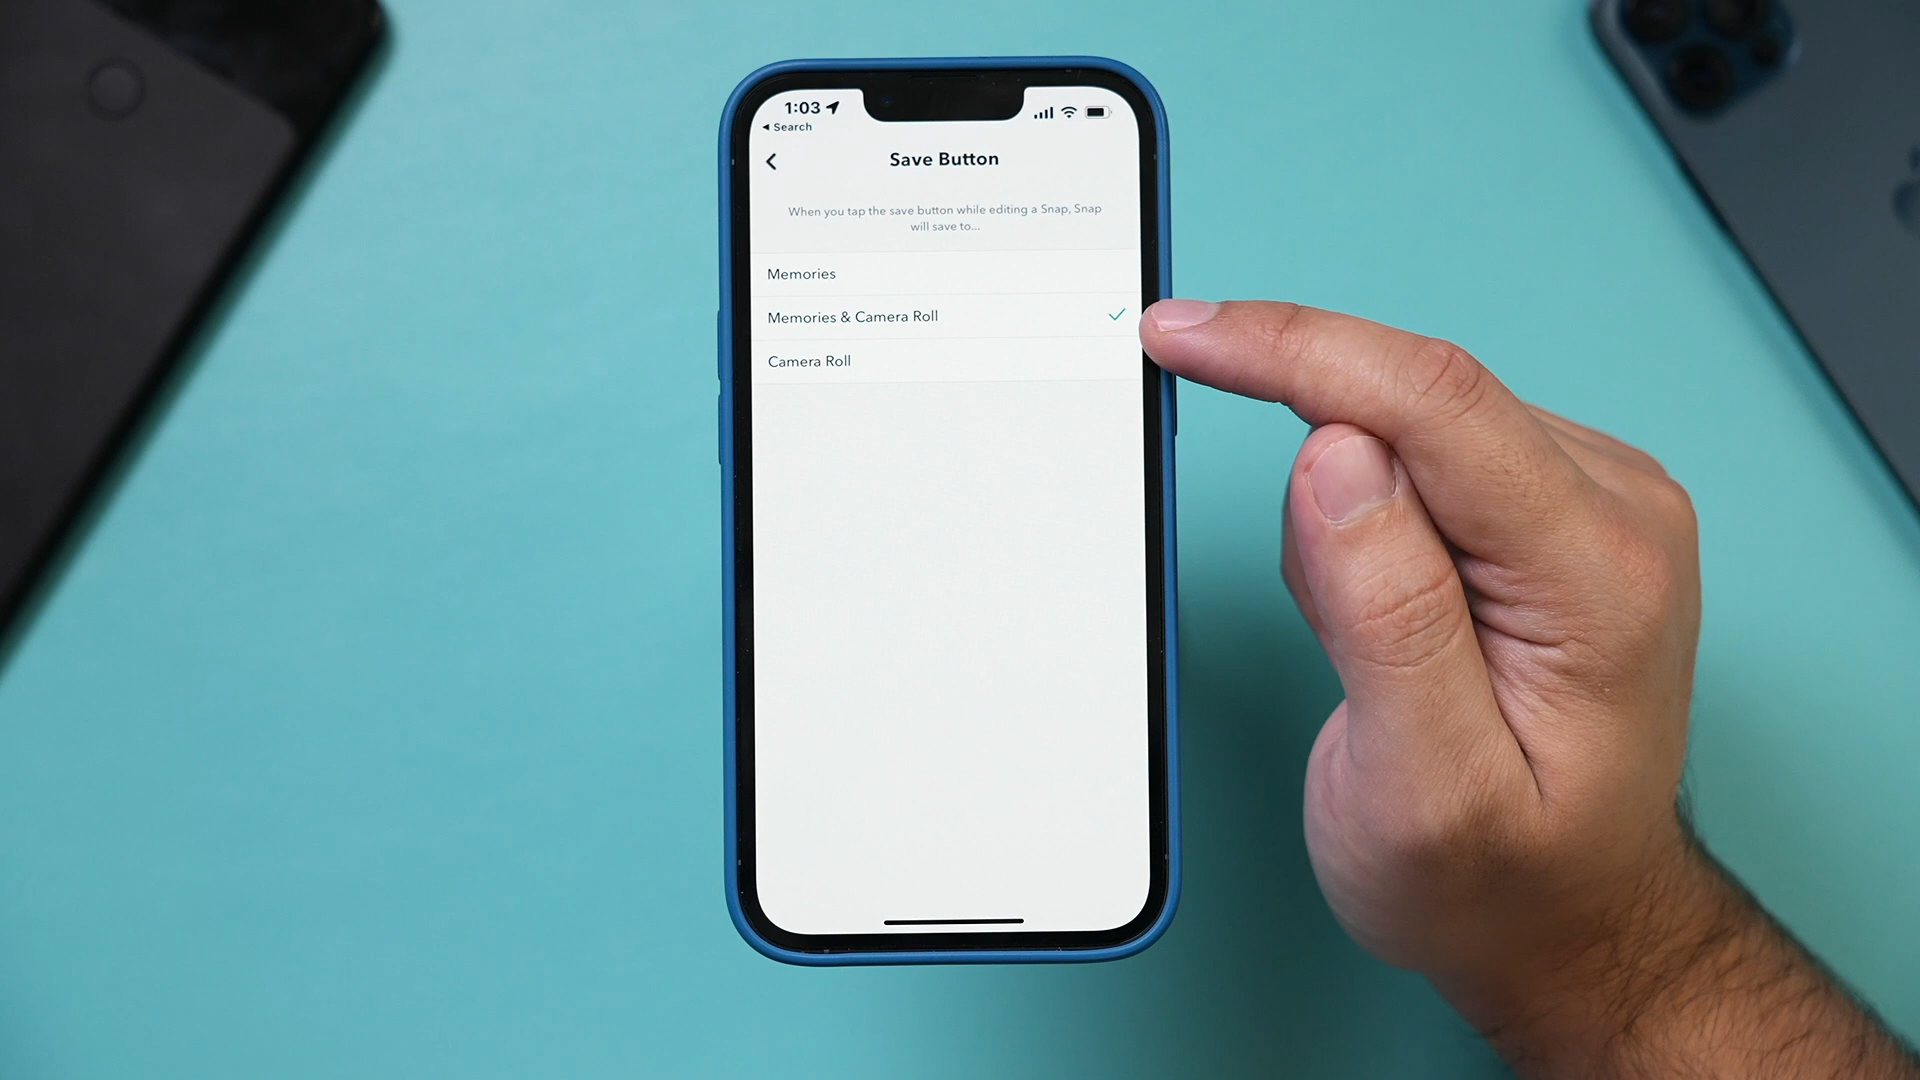 1:03
◀ Search
Save Button
When you tap the save button while editing a Snap, Snap
will save to...
Memories
Memories & Camera Roll
Camera Roll